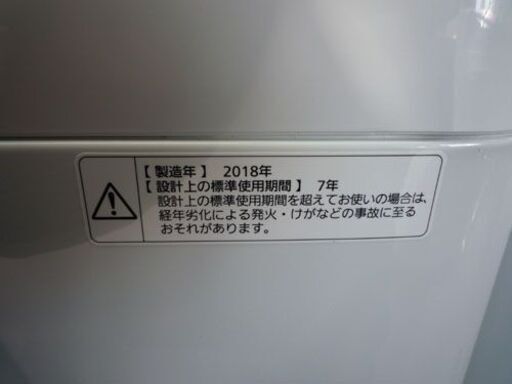 【 製造年 】 2018年
【 設計上の標準使用期間 】 7年
設計上の標準使用期間を超えてお使いの場合は、
経年劣化による発火・けがなどの事故に至る
おそれがあります。